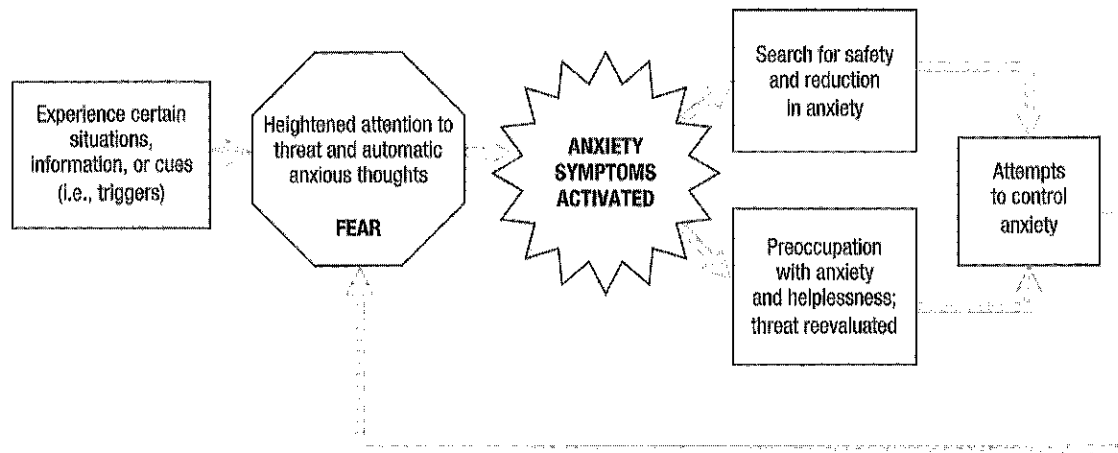 Experience certain
situations,
information, or cues
(i.e., triggers)
Heightened attention to
threat and automatic
anxious thoughts
FEAR
ANXIETY
SYMPTOMS
ACTIVATED
Search for safety
and reduction
in anxiety
Preoccupation
with anxiety
and helplessness;
threat reevaluated
Attempts
to control
anxiety